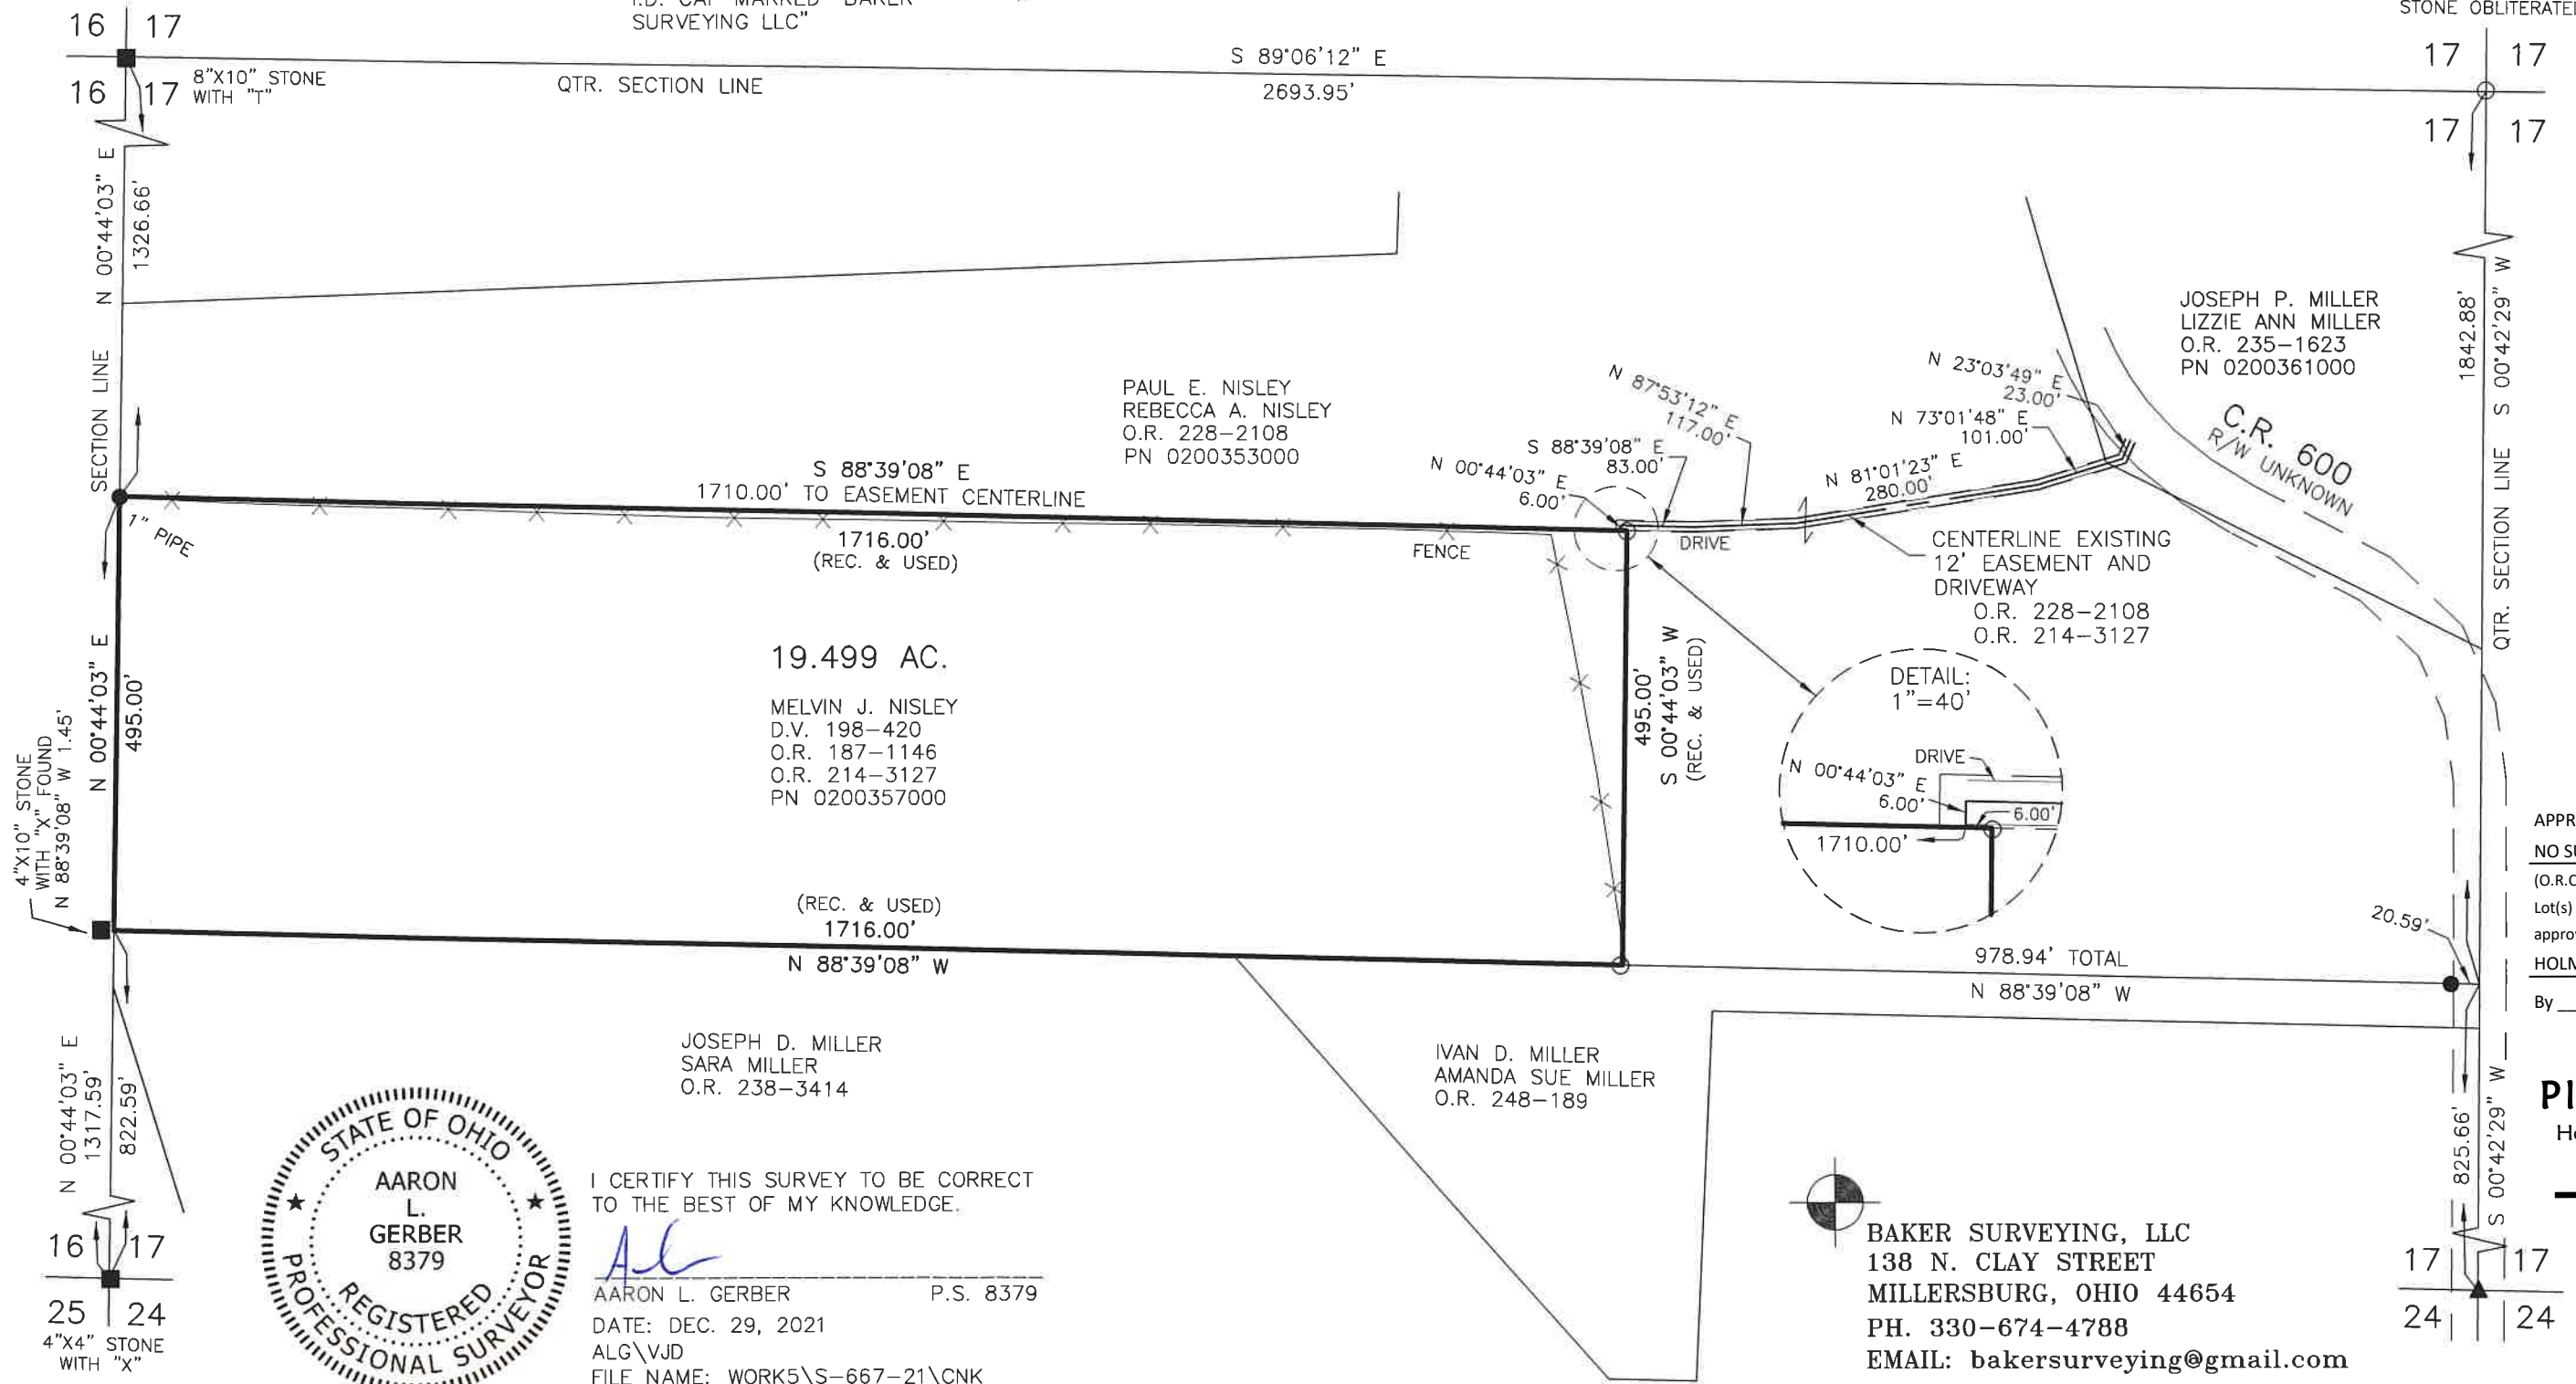 SURVEYING LLC"
STONE OBLITERATED
16 17
16 17
8"X10" STONE
WITH "T"
QTR. SECTION LINE
S 89°06'12" E
2693.95'
17 17
17 17
N 00°44'03" E
1326.66'
SECTION LINE
1" PIPE
PAUL E. NISLEY
REBECCA A. NISLEY
O.R. 228-2108
PN 0200353000
S 88°39'08" E
1710.00' TO EASEMENT CENTERLINE
1716.00'
(REC. & USED)
FENCE
N 00°44'03" E
6.00'
S 88°39'08" E
83.00'
N 87°53'12" E
117.00'
N 81°01'23" E
280.00'
N 73°01'48" E
101.00'
N 23°03'49" E
23.00'
DRIVE
JOSEPH P. MILLER
LIZZIE ANN MILLER
O.R. 235-1623
PN 0200361000
C.R. 600
R/W UNKNOWN
1842.88'
S 00°42'29" W
QTR. SECTION LINE
CENTERLINE EXISTING
12' EASEMENT AND
DRIVEWAY
O.R. 228-2108
O.R. 214-3127
19.499 AC.
MELVIN J. NISLEY
D.V. 198-420
O.R. 187-1146
O.R. 214-3127
PN 0200357000
N 00°44'03" E
495.00'
4"X10" STONE
WITH "X" FOUND
N 88°39'08" W 1.45'
495.00'
S 00°44'03" W
(REC. & USED)
DETAIL:
1"=40'
DRIVE
N 00°44'03" E
6.00'
6.00'
1710.00'
(REC. & USED)
1716.00'
N 88°39'08" W
978.94' TOTAL
N 88°39'08" W
20.59'
NO
(O.R.C
Lot(s)
By
N 00°44'03" E
1317.59'
822.59'
JOSEPH D. MILLER
SARA MILLER
O.R. 238-3414
IVAN D. MILLER
AMANDA SUE MILLER
O.R. 248-189
825.66'
S 00°42'29" W
16 17
25 24
4"X4" STONE
WITH "X"
STATE OF OHIO
AARON
L.
GERBER
8379
REGISTERED
PROFESSIONAL SURVEYOR
I CERTIFY THIS SURVEY TO BE CORRECT
TO THE BEST OF MY KNOWLEDGE.
AARON L. GERBER P.S. 8379
DATE: DEC. 29, 2021
ALG\VJD
FILE NAME: WORK5\S-667-21\CNK
BAKER SURVEYING, LLC
138 N. CLAY STREET
MILLERSBURG, OHIO 44654
PH. 330-674-4788
EMAIL: bakersurveying@gmail.com
17 17
24 24